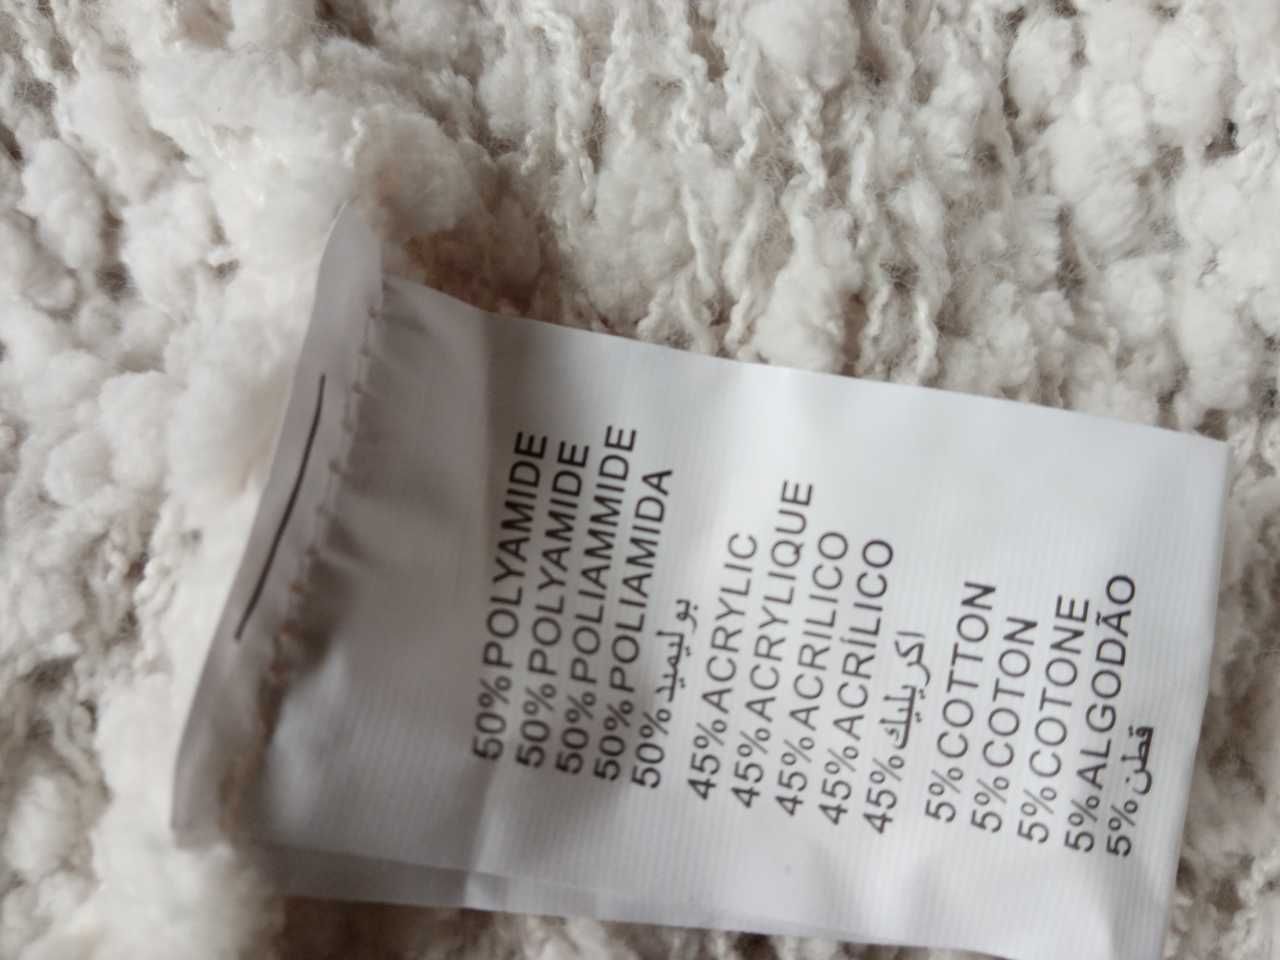 50%POLYAMIDE
50%POLYAMIDE
50%POLIAMMIDE
50%POLIAMIDA
50%بوليميد
45%ACRYLIC
45%ACRYLIQUE
45%ACRILICO
45%ACRÍLICO
45%اكريليك
5%COTTON
5%COTON
5%COTONE
5%ALGODÃO
5%قطن